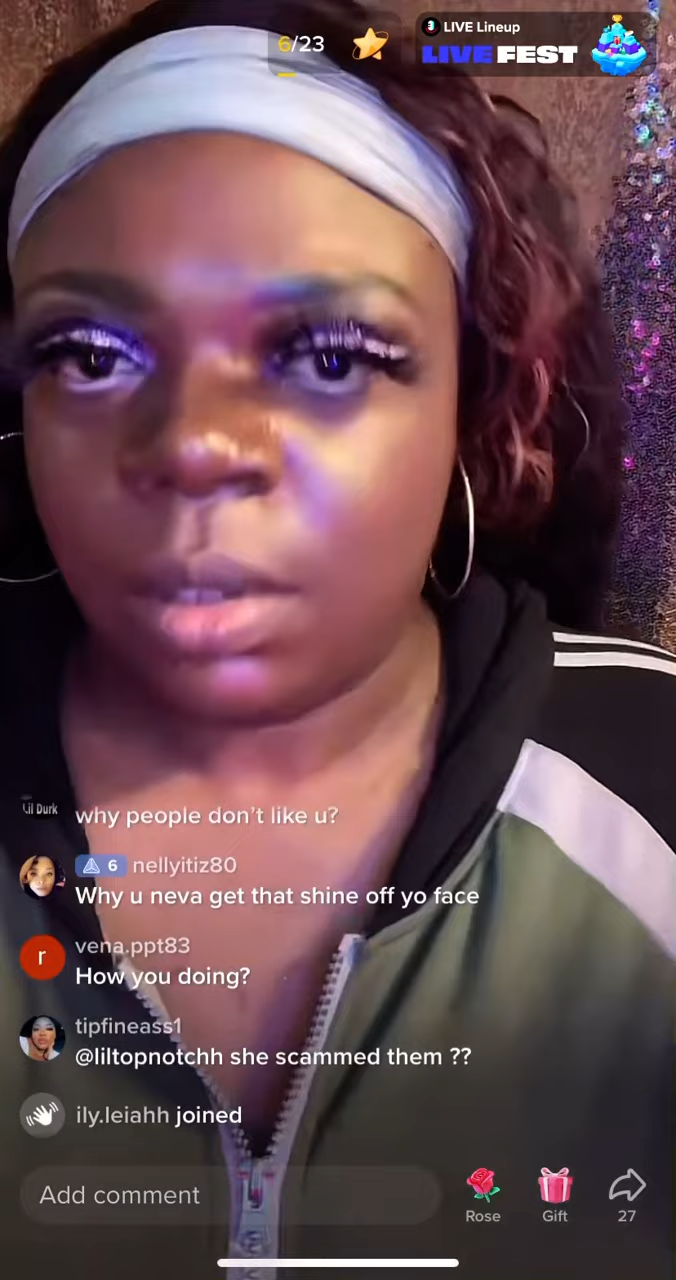 6/23
LIVE Lineup
LIVE FEST
Lil Durk
why people don't like u?
6 nellyitiz80
Why u neva get that shine off yo face
r
vena.ppt83
How you doing?
tipfineass1
@liltopnotchh she scammed them ??
ily.leiahh joined
Add comment
Rose
Gift
27